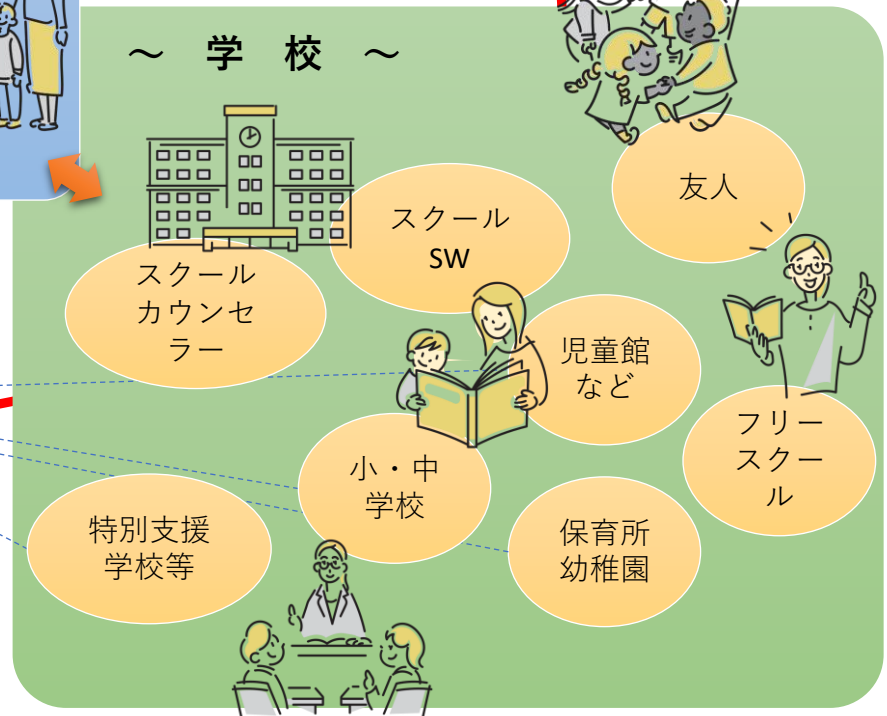 ～ 学 校 ～
友人
スクール
SW
スクール
カウンセ
ラー
児童館
など
フリー
スクー
ル
小・中
学校
特別支援
学校等
保育所
幼稚園